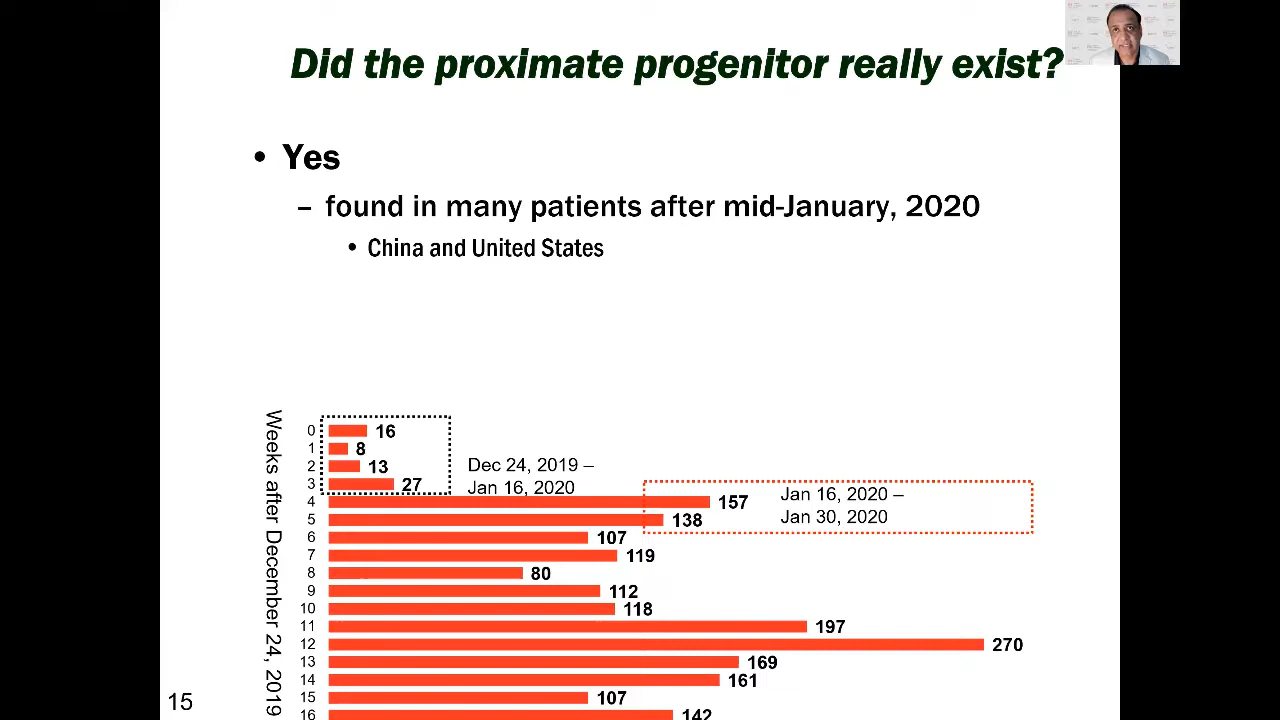 Did the proximate progenitor really exist?
• Yes
– found in many patients after mid-January, 2020
• China and United States
Weeks after December 24, 2019
0 16
1 8
2 13
3 27
4 157
5 138
6 107
7 119
8 80
9 112
10 118
11 197
12 270
13 169
14 161
15 107
16 142
Dec 24, 2019 –
Jan 16, 2020
Jan 16, 2020 –
Jan 30, 2020
15